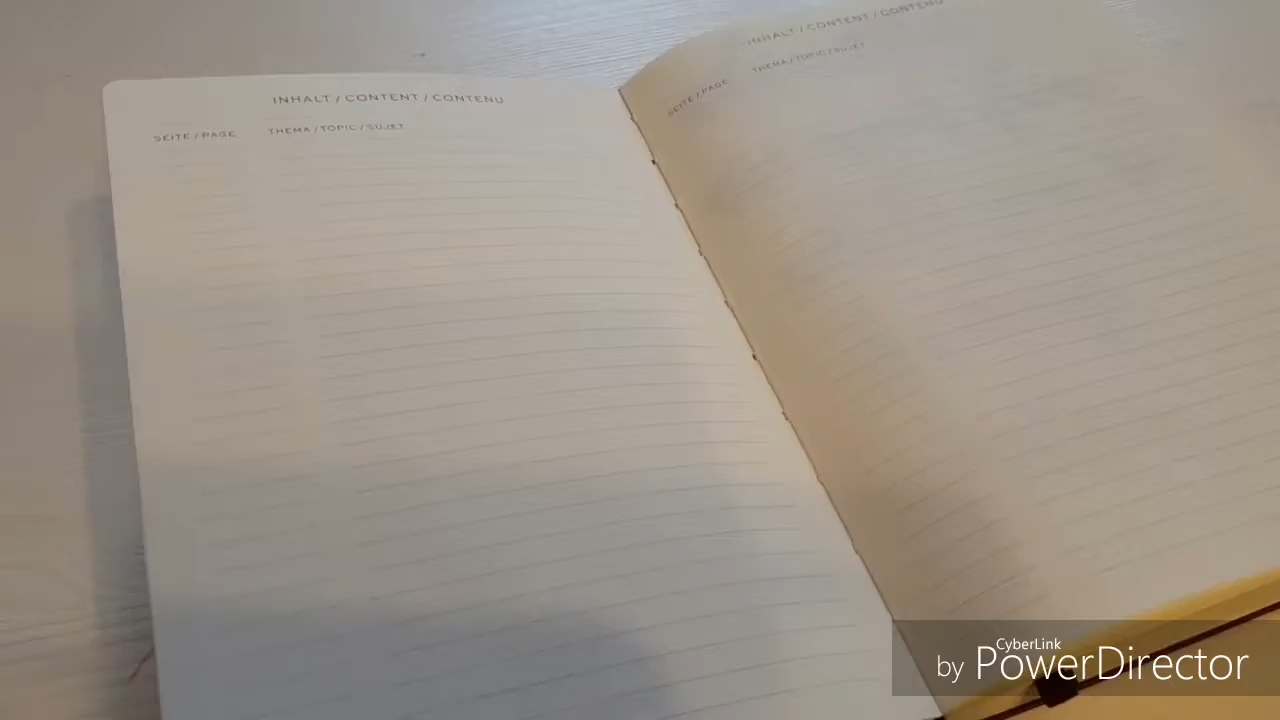 INHALT / CONTENT / CONTENU
SEITE / PAGE
THEMA / TOPIC / SUJET
INHALT / CONTENT / CONTENU
SEITE / PAGE
THEMA / TOPIC / SUJET
CyberLink
by PowerDirector